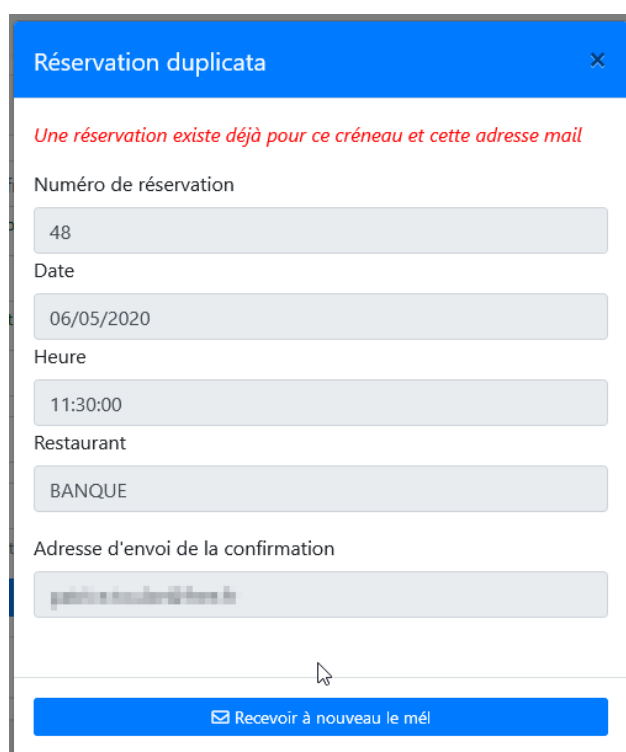 Réservation duplicata
Une réservation existe déjà pour ce créneau et cette adresse mail
Numéro de réservation
48
Date
06/05/2020
Heure
11:30:00
Restaurant
BANQUE
Adresse d'envoi de la confirmation
Recevoir à nouveau le mél